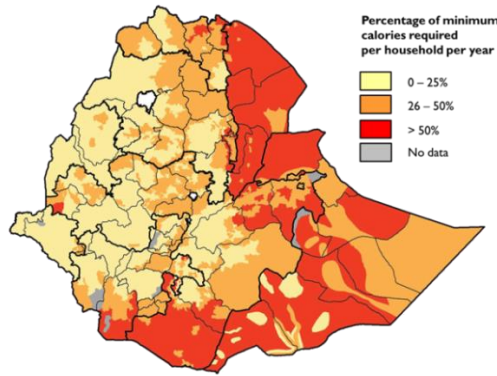 Percentage of minimum
calories required
per household per year
0 – 25%
26 – 50%
> 50%
No data